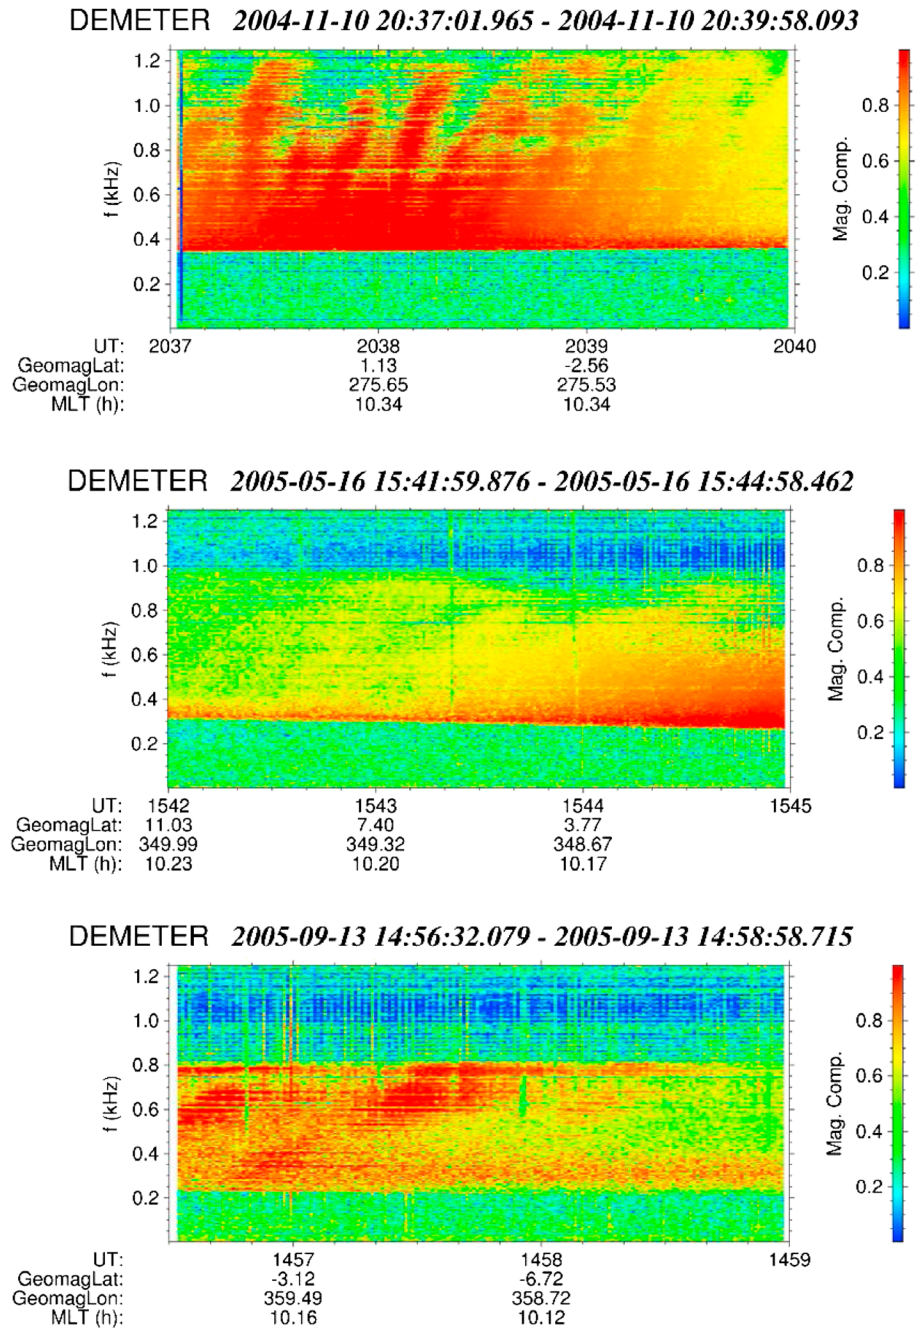 DEMETER 2004-11-10 20:37:01.965 - 2004-11-10 20:39:58.093
1.2
1.0
0.8
0.6
0.4
0.2
f (kHz)
0.8
0.6
0.4
0.2
Mag. Comp.
UT: 2037 2038 2039 2040
GeomagLat: 1.13 -2.56
GeomagLon: 275.65 275.53
MLT (h): 10.34 10.34
DEMETER 2005-05-16 15:41:59.876 - 2005-05-16 15:44:58.462
1.2
1.0
0.8
0.6
0.4
0.2
f (kHz)
0.8
0.6
0.4
0.2
Mag. Comp.
UT: 1542 1543 1544 1545
GeomagLat: 11.03 7.40 3.77
GeomagLon: 349.99 349.32 348.67
MLT (h): 10.23 10.20 10.17
DEMETER 2005-09-13 14:56:32.079 - 2005-09-13 14:58:58.715
1.2
1.0
0.8
0.6
0.4
0.2
f (kHz)
0.8
0.6
0.4
0.2
Mag. Comp.
UT: 1457 1458 1459
GeomagLat: -3.12 -6.72
GeomagLon: 359.49 358.72
MLT (h): 10.16 10.12